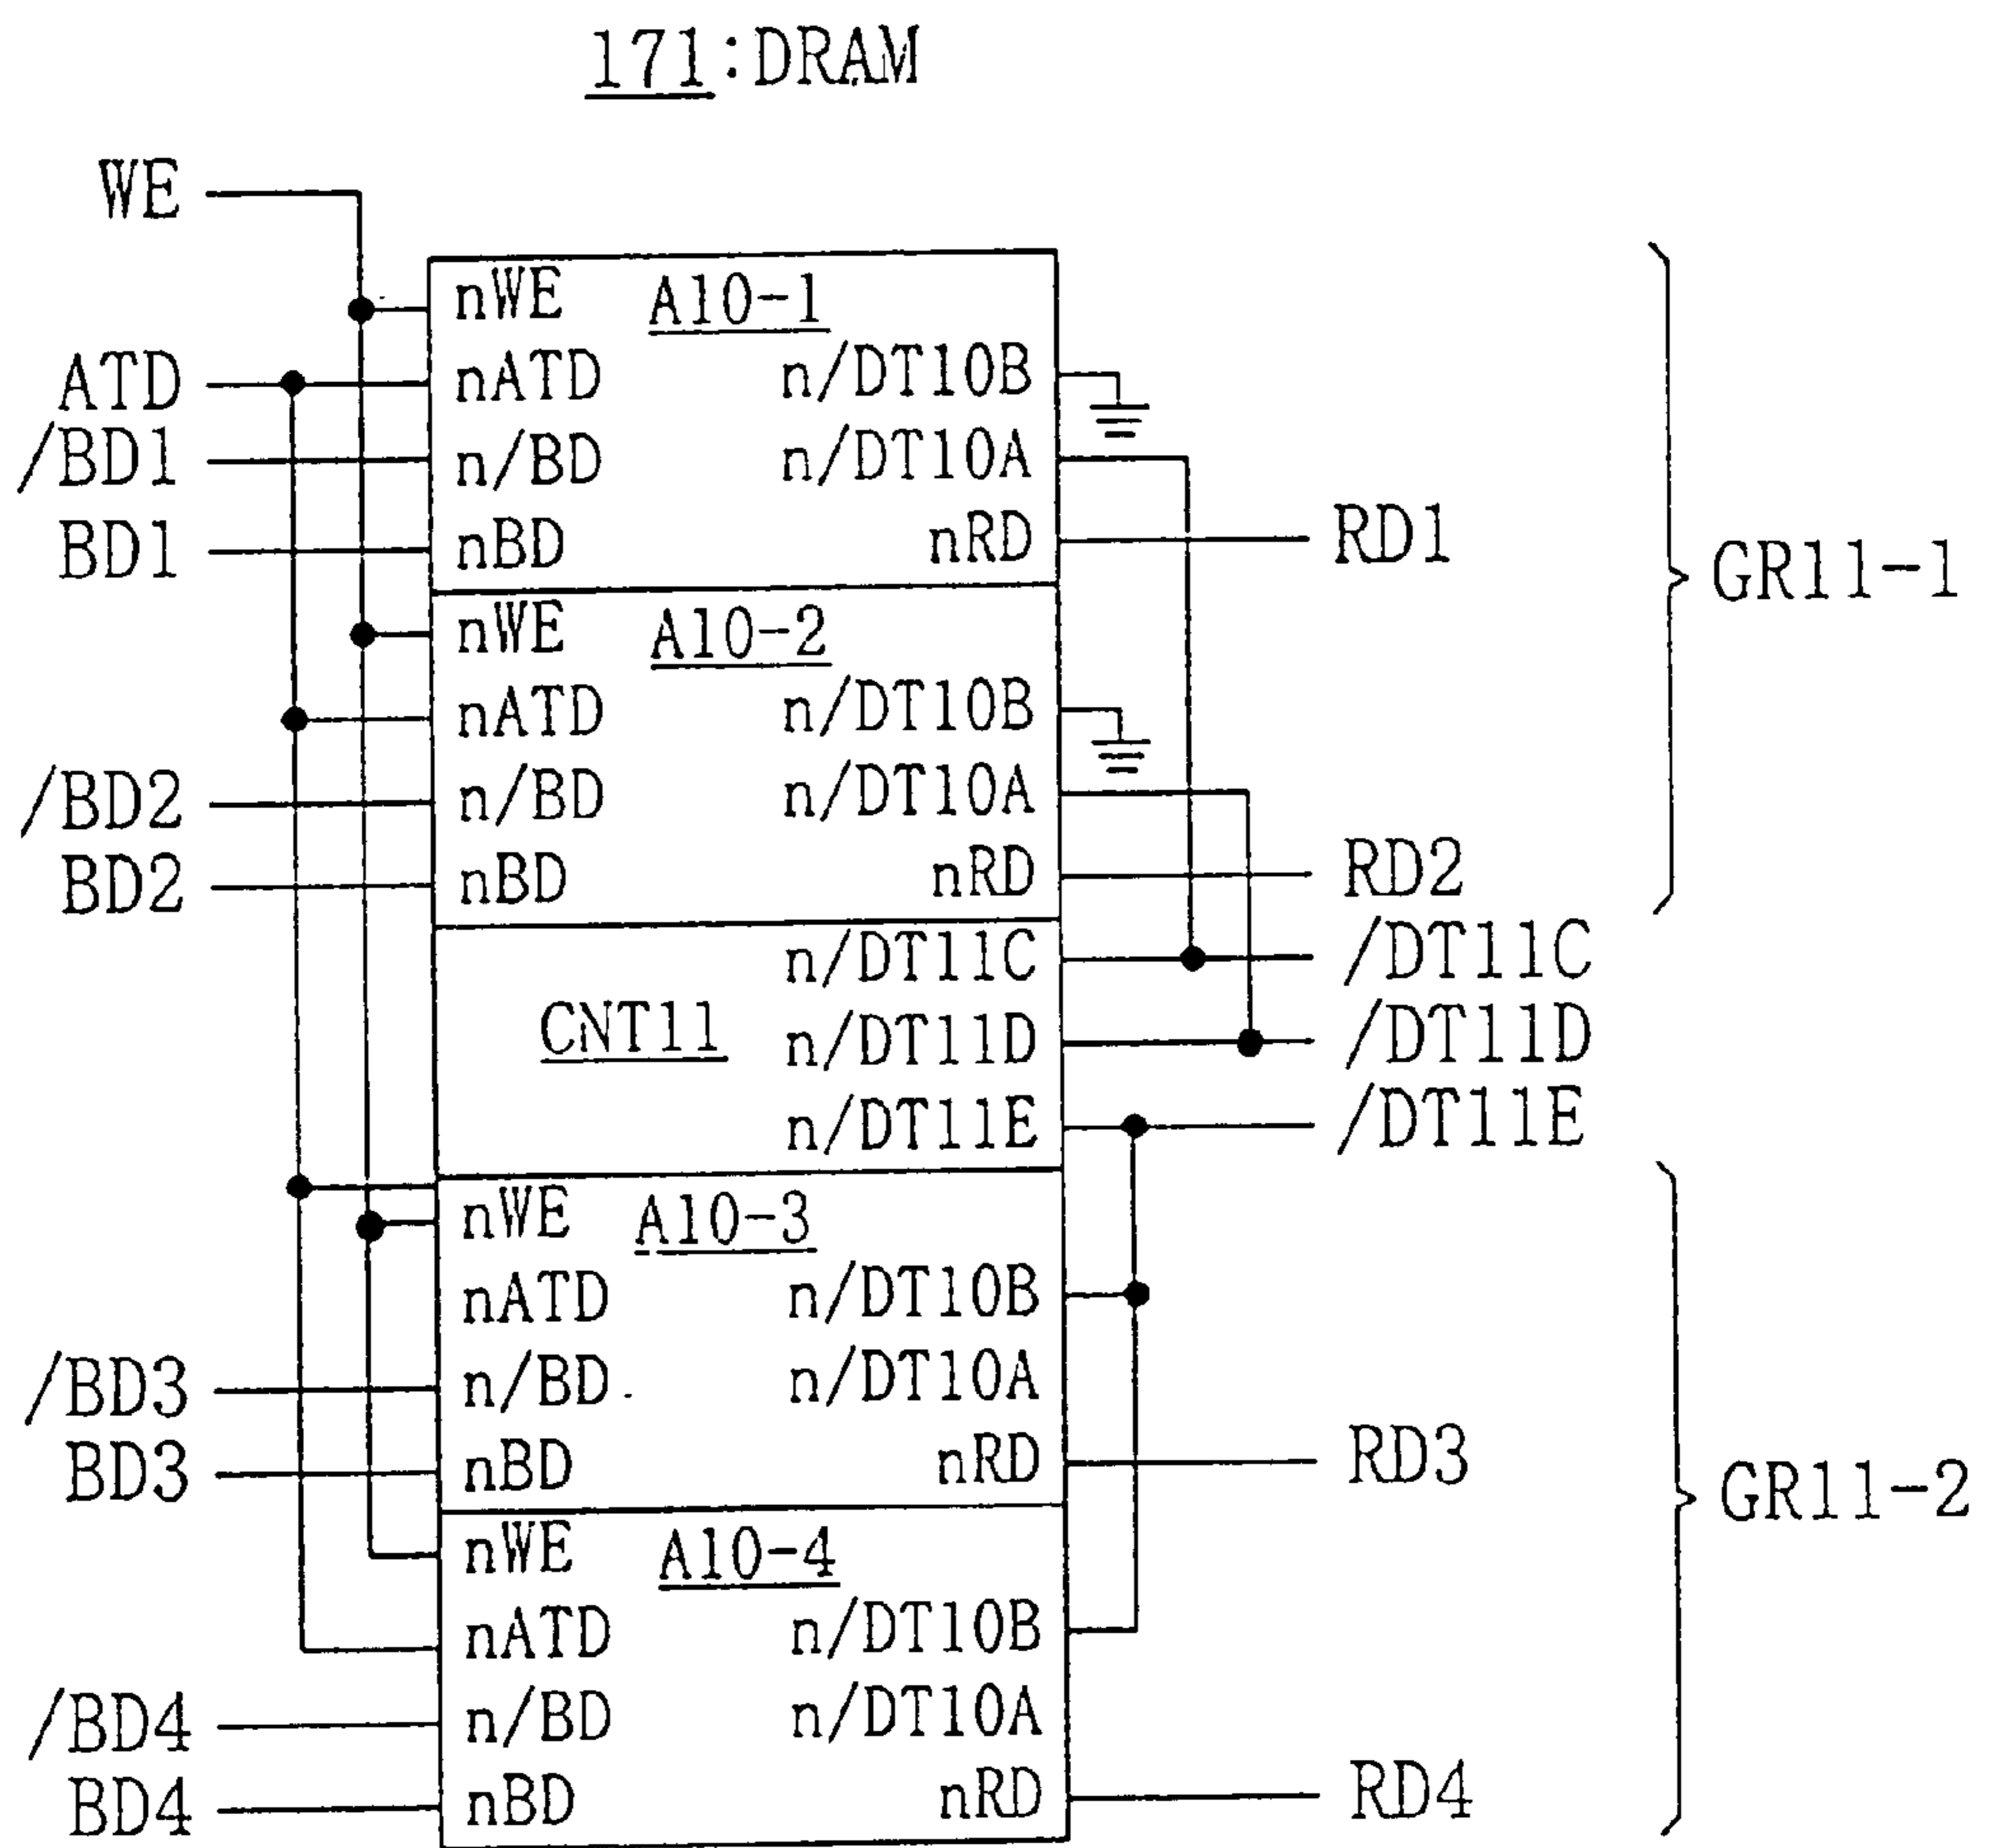 171:DRAM
WE
nWE A10-1
ATD nATD n/DT10B
/BD1 n/BD n/DT10A
BD1 nBD nRD RD1
GR11-1
nWE A10-2
nATD n/DT10B
/BD2 n/BD n/DT10A
BD2 nBD nRD RD2
n/DT11C /DT11C
CNT11 n/DT11D /DT11D
n/DT11E /DT11E
nWE A10-3
nATD n/DT10B
/BD3 n/BD n/DT10A
BD3 nBD nRD RD3
GR11-2
nWE A10-4
nATD n/DT10B
/BD4 n/BD n/DT10A
BD4 nBD nRD RD4